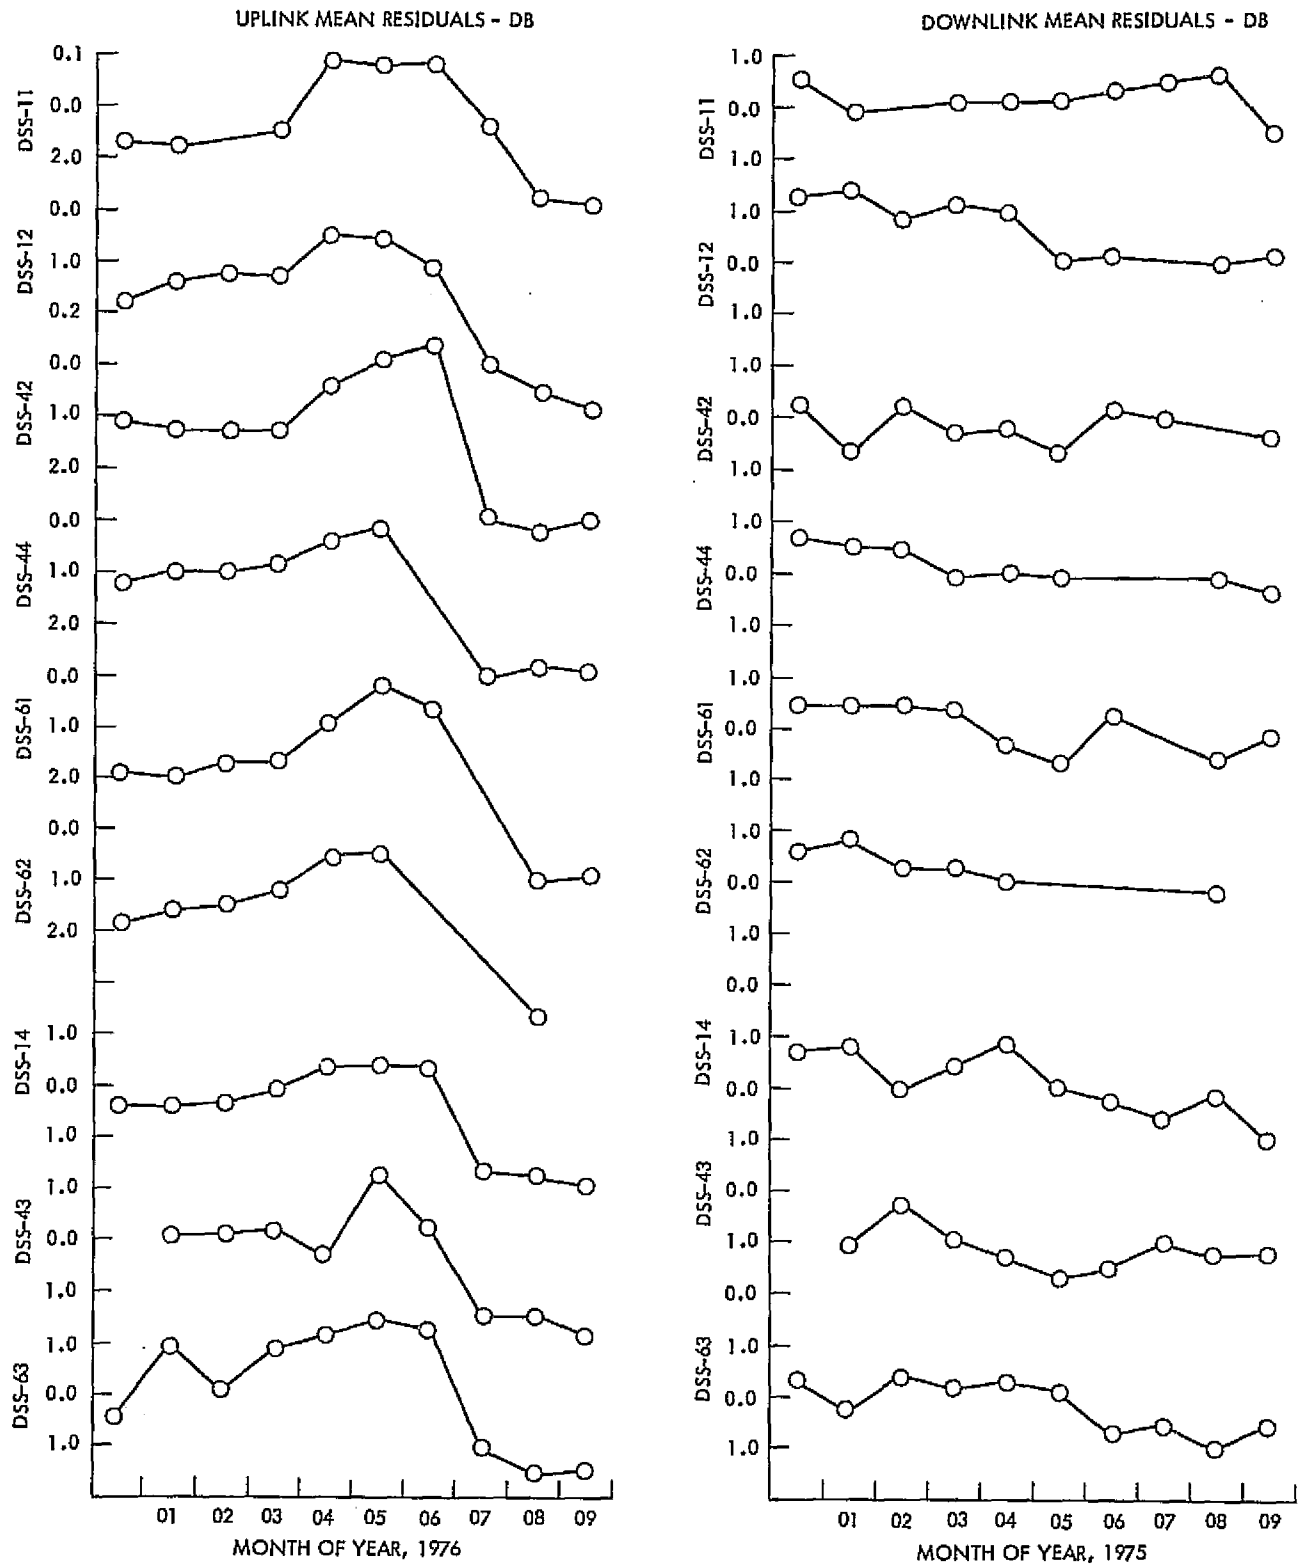 UPLINK MEAN RESIDUALS - DB
0.1
0.0
2.0
0.0
1.0
0.2
0.0
1.0
2.0
0.0
1.0
2.0
0.0
1.0
2.0
0.0
1.0
2.0
1.0
0.0
1.0
1.0
0.0
1.0
1.0
0.0
1.0
DSS-11
DSS-12
DSS-42
DSS-44
DSS-61
DSS-62
DSS-14
DSS-43
DSS-63
01 02 03 04 05 06 07 08 09
MONTH OF YEAR, 1976
DOWNLINK MEAN RESIDUALS - DB
1.0
0.0
1.0
1.0
0.0
1.0
1.0
0.0
1.0
1.0
0.0
1.0
1.0
0.0
1.0
1.0
0.0
1.0
0.0
1.0
0.0
1.0
0.0
1.0
0.0
1.0
0.0
1.0
DSS-11
DSS-12
DSS-42
DSS-44
DSS-61
DSS-62
DSS-14
DSS-43
DSS-63
01 02 03 04 05 06 07 08 09
MONTH OF YEAR, 1975